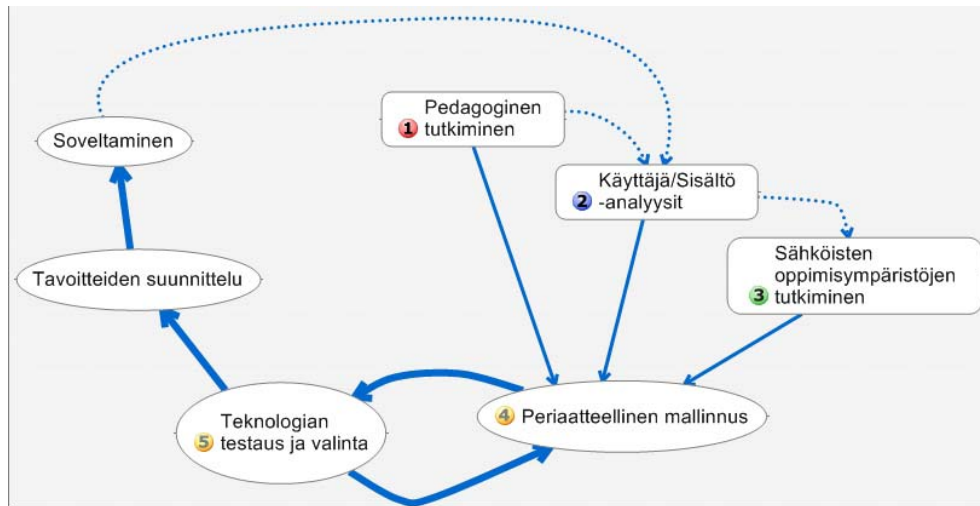 Pedagoginen
1 tutkiminen
Soveltaminen
Käyttäjä/Sisältö
2 -analyysit
Sähköisten
oppimisympäristöjen
3 tutkiminen
Tavoitteiden suunnittelu
4 Periaatteellinen mallinnus
Teknologian
5 testaus ja valinta